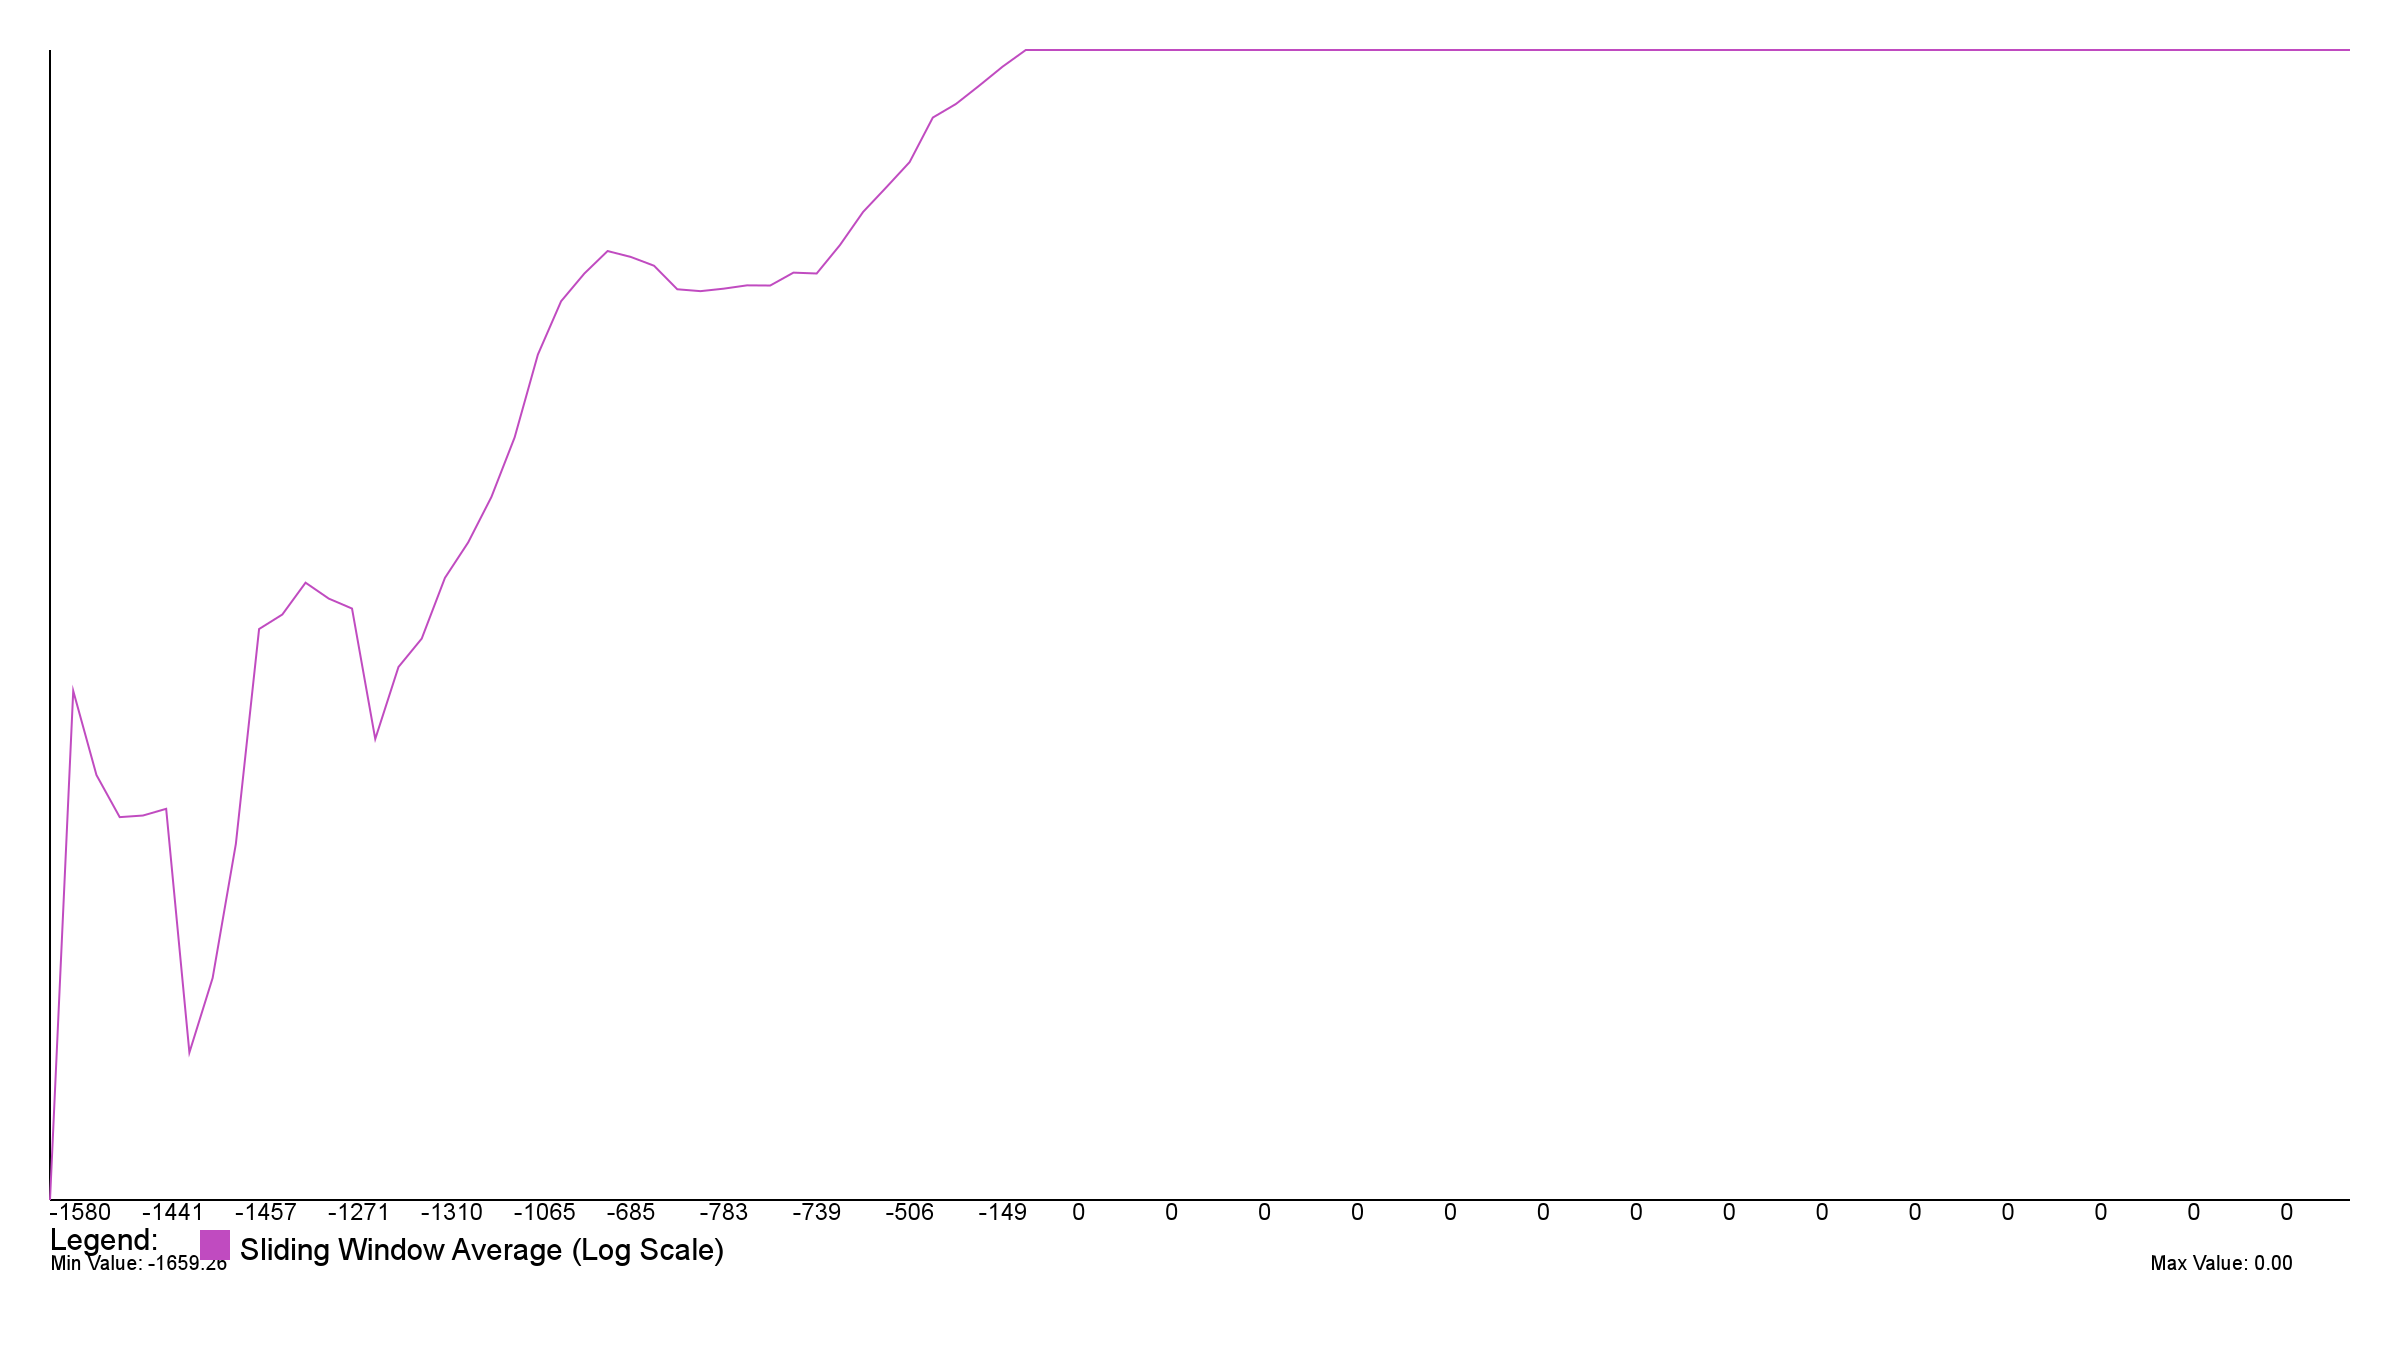 -1580 -1441 -1457 -1271 -1310 -1065 -685 -783 -739 -506 -149 0 0 0 0 0 0 0 0 0 0 0 0 0 0
Legend: Sliding Window Average (Log Scale)
Min Value: -1659.26 Max Value: 0.00